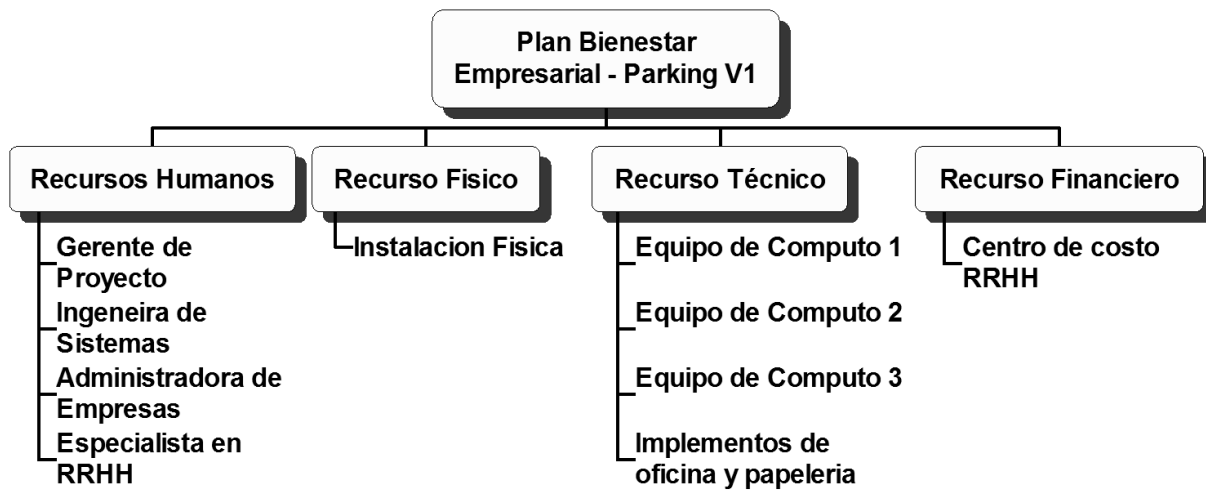 Plan Bienestar
Empresarial - Parking V1
Recursos Humanos
Recurso Fisico
Recurso Técnico
Recurso Financiero
Gerente de
Proyecto
Ingeneira de
Sistemas
Administradora de
Empresas
Especialista en
RRHH
Instalacion Fisica
Equipo de Computo 1
Equipo de Computo 2
Equipo de Computo 3
Implementos de
oficina y papeleria
Centro de costo
RRHH